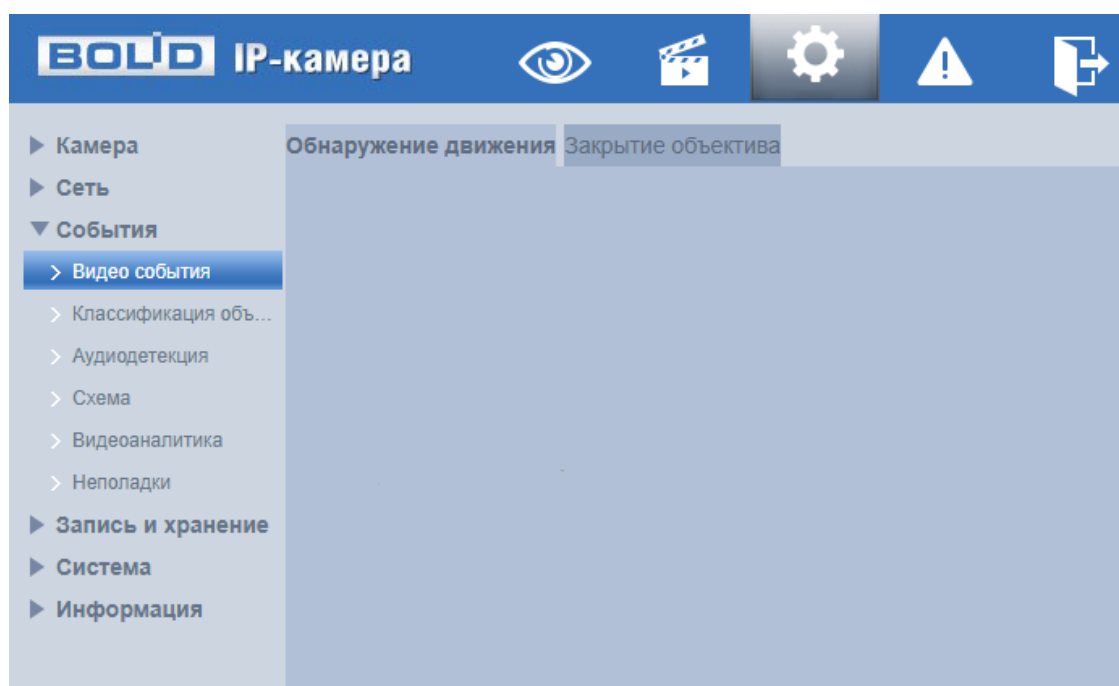 BOLID IP-камера
Камера
Сеть
События
Видео события
Классификация объ...
Аудиодетекция
Схема
Видеоаналитика
Неполадки
Запись и хранение
Система
Информация
Обнаружение движения Закрытие объектива